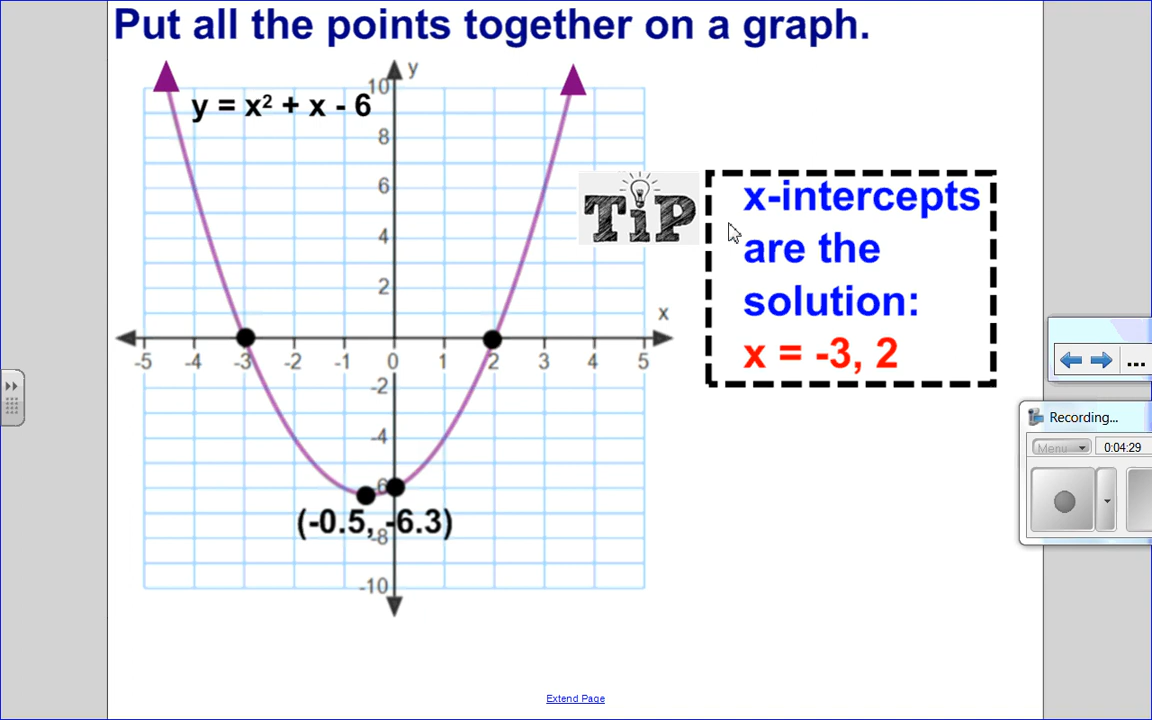 Put all the points together on a graph.
y
y = x² + x - 6
10
8
6
4
2
TiP
x-intercepts
are the
solution:
x = -3, 2
x
-5 -4 -3 -2 -1 0 1 2 3 4 5
-2
-4
-6
(-0.5, -6.3)
-8
-10
...
Recording...
Menu
0:04:29
Extend Page